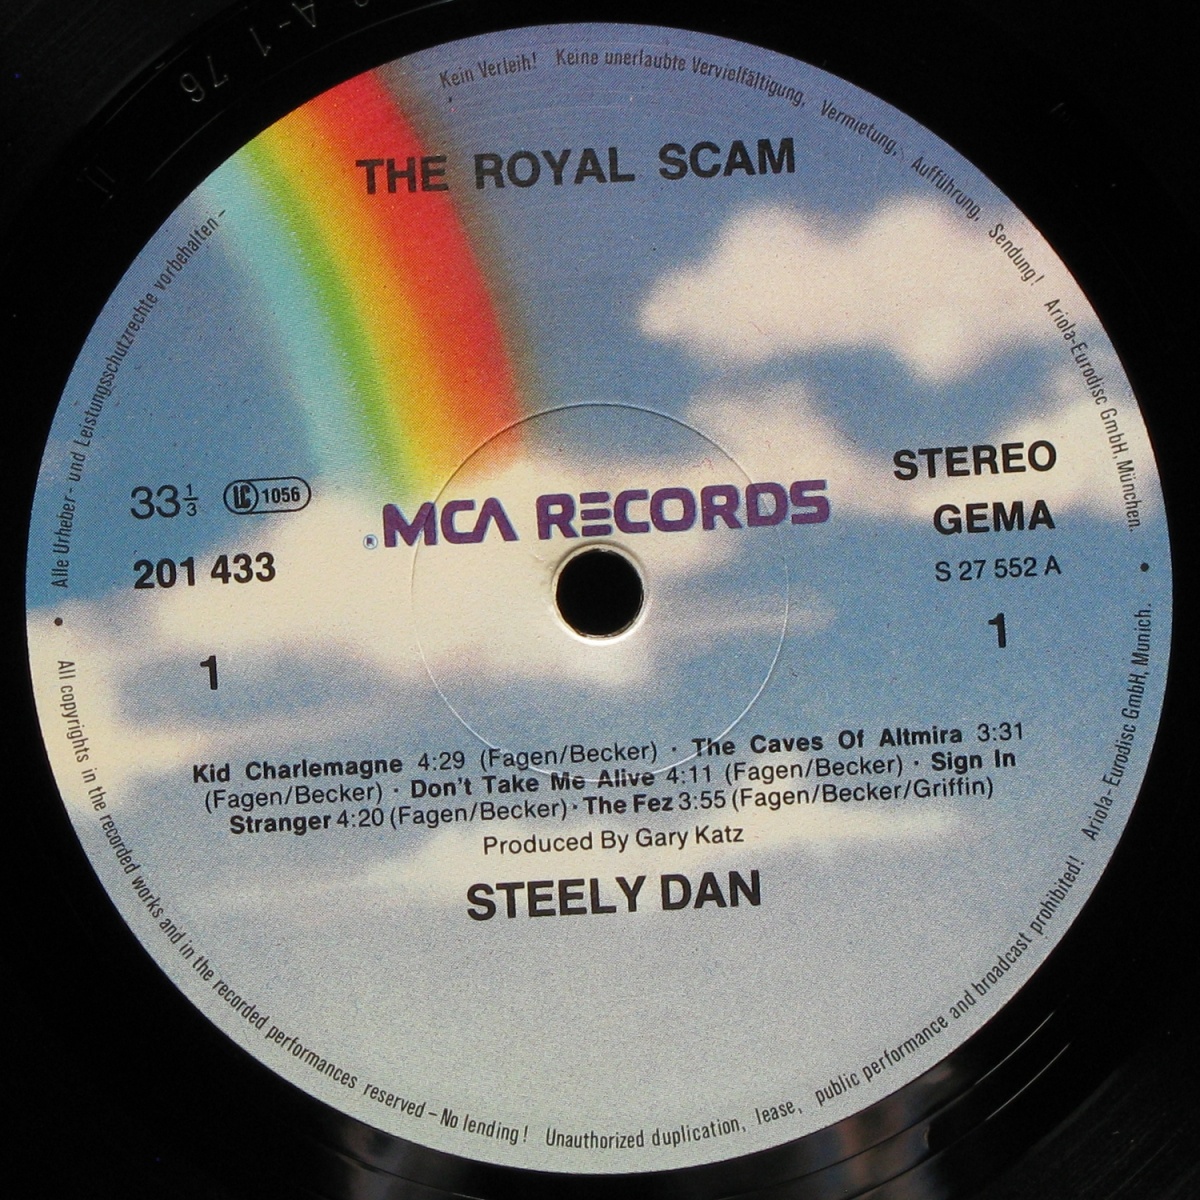 A-1 76
Alle Urheber- und Leistungsschutzrechte vorbehalten –
Kein Verleih! Keine unerlaubte Vervielfältigung, Vermietung, Aufführung, Sendung! Ariola-Eurodisc GmbH, München.
THE ROYAL SCAM
33⅓ LC 1056
201 433
1
® MCA RECORDS
STEREO
GEMA
S 27 552 A
1
Kid Charlemagne 4:29 (Fagen/Becker) · The Caves Of Altmira 3:31
(Fagen/Becker) · Don't Take Me Alive 4:11 (Fagen/Becker) · Sign In
Stranger 4:20 (Fagen/Becker) · The Fez 3:55 (Fagen/Becker/Griffin)
Produced By Gary Katz
STEELY DAN
All copyrights in the recorded works and in the recorded performances reserved – No lending! Unauthorized duplication, lease, public performance and broadcast prohibited! Ariola-Eurodisc GmbH, Munich.